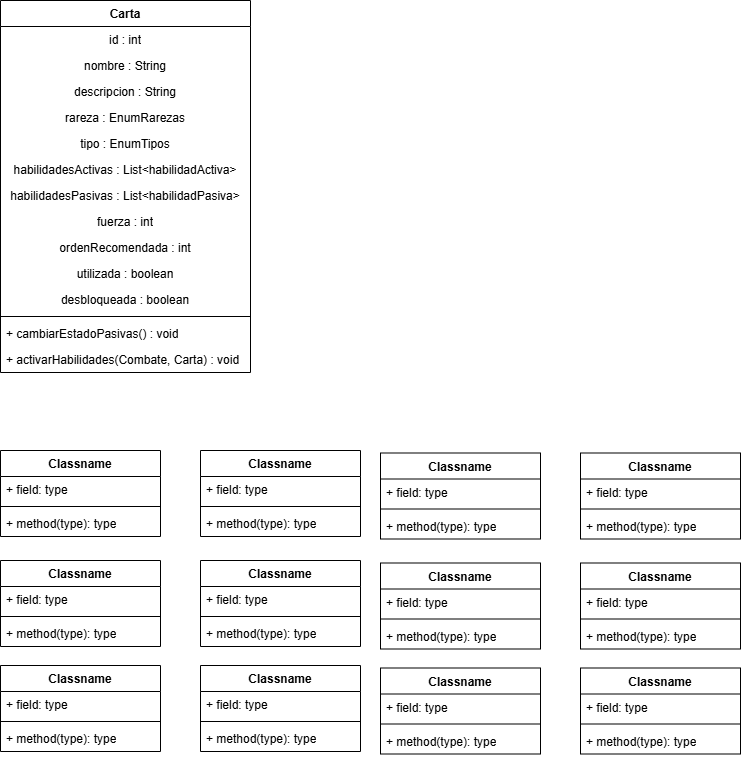 Carta
id : int
nombre : String
descripcion : String
rareza : EnumRarezas
tipo : EnumTipos
habilidadesActivas : List<habilidadActiva>
habilidadesPasivas : List<habilidadPasiva>
fuerza : int
ordenRecomendada : int
utilizada : boolean
desbloqueada : boolean
+ cambiarEstadoPasivas() : void
+ activarHabilidades(Combate, Carta) : void
Classname
+ field: type
+ method(type): type
Classname
+ field: type
+ method(type): type
Classname
+ field: type
+ method(type): type
Classname
+ field: type
+ method(type): type
Classname
+ field: type
+ method(type): type
Classname
+ field: type
+ method(type): type
Classname
+ field: type
+ method(type): type
Classname
+ field: type
+ method(type): type
Classname
+ field: type
+ method(type): type
Classname
+ field: type
+ method(type): type
Classname
+ field: type
+ method(type): type
Classname
+ field: type
+ method(type): type